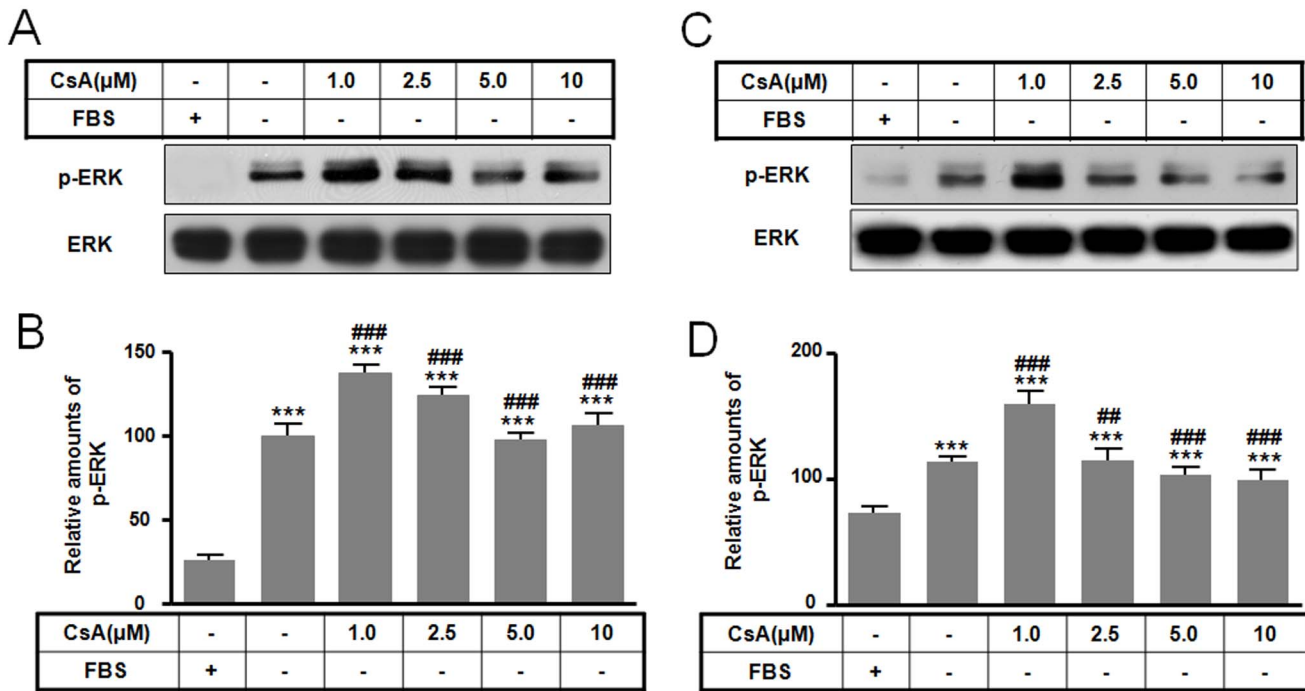 A
CsA(µM) - - 1.0 2.5 5.0 10
FBS + - - - - -
p-ERK
ERK
B
Relative amounts of
p-ERK
150
100
50
0
***
###
***
###
***
###
***
###
***
CsA(µM) - - 1.0 2.5 5.0 10
FBS + - - - - -
C
CsA(µM) - - 1.0 2.5 5.0 10
FBS + - - - - -
p-ERK
ERK
D
Relative amounts of
p-ERK
200
100
0
***
###
***
##
***
###
***
###
***
CsA(µM) - - 1.0 2.5 5.0 10
FBS + - - - - -